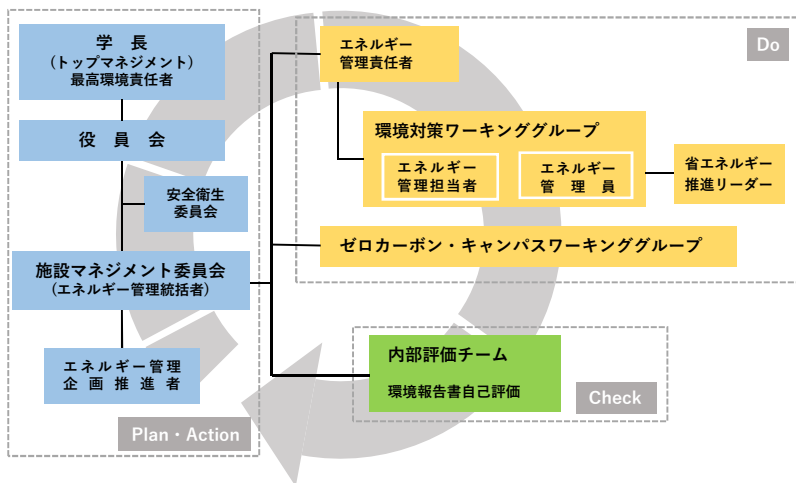 学 長
(トップマネジメント)
最高環境責任者
役 員 会
安全衛生
委員会
施設マネジメント委員会
(エネルギー管理統括者)
エネルギー管理
企 画 推 進 者
Plan・Action
エネルギー
管理責任者
Do
環境対策ワーキンググループ
エネルギー
管理担当者
エネルギー
管 理 員
省エネルギー
推進リーダー
ゼロカーボン・キャンパスワーキンググループ
内部評価チーム
環境報告書自己評価
Check